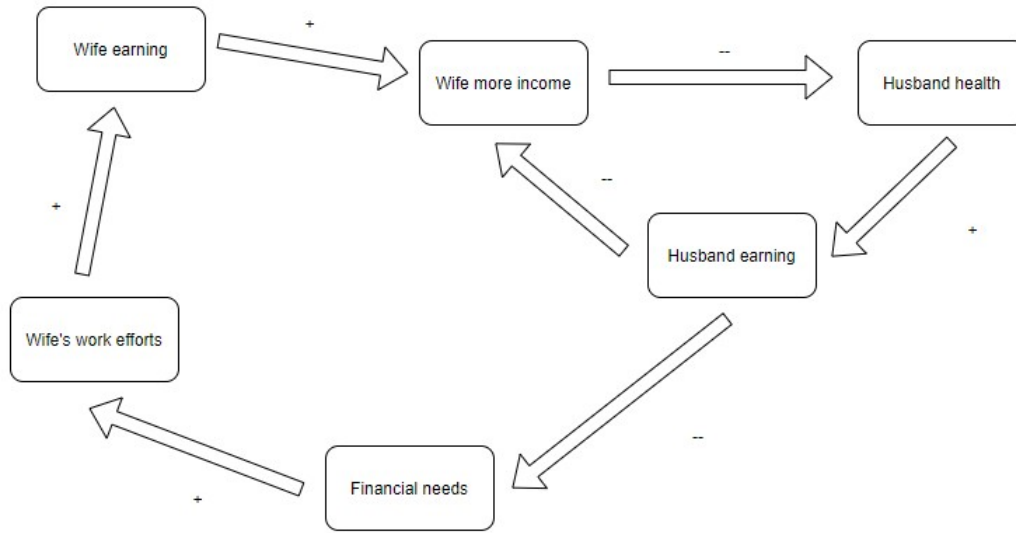 Wife earning
+
Wife more income
--
Husband health
--
+
Husband earning
+
Wife's work efforts
--
Financial needs
+